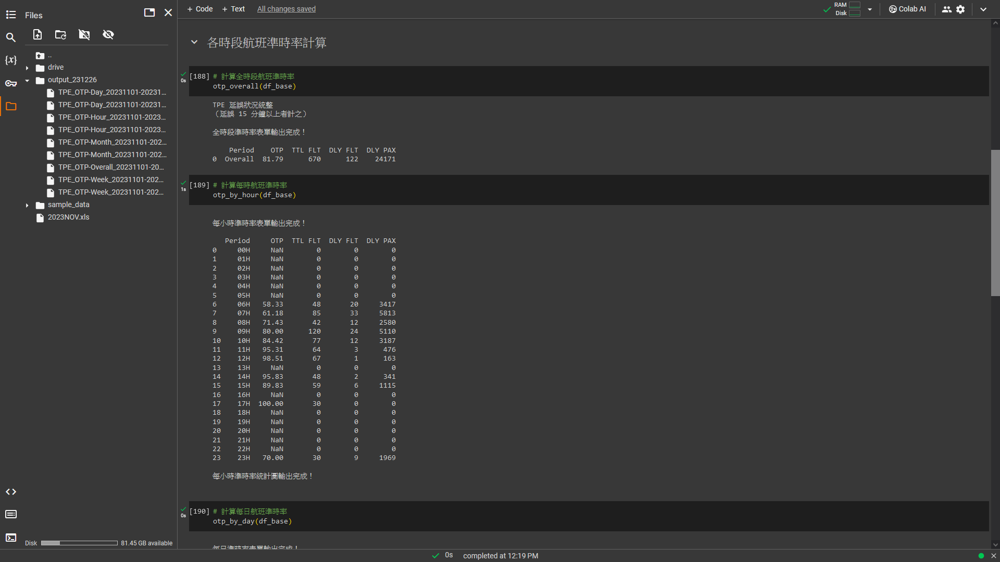 Files
..
drive
output_231226
TPE_OTP-Day_20231101-20231...
TPE_OTP-Day_20231101-20231...
TPE_OTP-Hour_20231101-2023...
TPE_OTP-Hour_20231101-2023...
TPE_OTP-Month_20231101-202...
TPE_OTP-Month_20231101-202...
TPE_OTP-Overall_20231101-20...
TPE_OTP-Week_20231101-202...
TPE_OTP-Week_20231101-202...
sample_data
2023NOV.xls
Disk 81.45 GB available
+ Code + Text All changes saved
RAM
Disk
Colab AI
各時段航班準時率計算
[188] # 計算全時段航班準時率
0s
otp_overall(df_base)
TPE 延誤狀況統整
（延誤 15 分鐘以上者計之）
全時段準時率表單輸出完成！
Period OTP TTL FLT DLY FLT DLY PAX
0 Overall 81.79 670 122 24171
[189] # 計算每時航班準時率
1s
otp_by_hour(df_base)
每小時準時率表單輸出完成！
Period OTP TTL FLT DLY FLT DLY PAX
0 00H NaN 0 0 0
1 01H NaN 0 0 0
2 02H NaN 0 0 0
3 03H NaN 0 0 0
4 04H NaN 0 0 0
5 05H NaN 0 0 0
6 06H 58.33 48 20 3417
7 07H 61.18 85 33 5813
8 08H 71.43 42 12 2580
9 09H 80.00 120 24 5110
10 10H 84.42 77 12 3187
11 11H 95.31 64 3 476
12 12H 98.51 67 1 163
13 13H NaN 0 0 0
14 14H 95.83 48 2 341
15 15H 89.83 59 6 1115
16 16H NaN 0 0 0
17 17H 100.00 30 0 0
18 18H NaN 0 0 0
19 19H NaN 0 0 0
20 20H NaN 0 0 0
21 21H NaN 0 0 0
22 22H NaN 0 0 0
23 23H 70.00 30 9 1969
每小時準時率統計圖輸出完成！
[190] # 計算每日航班準時率
0s
otp_by_day(df_base)
每日準時率表單輸出完成！
0s completed at 12:19 PM